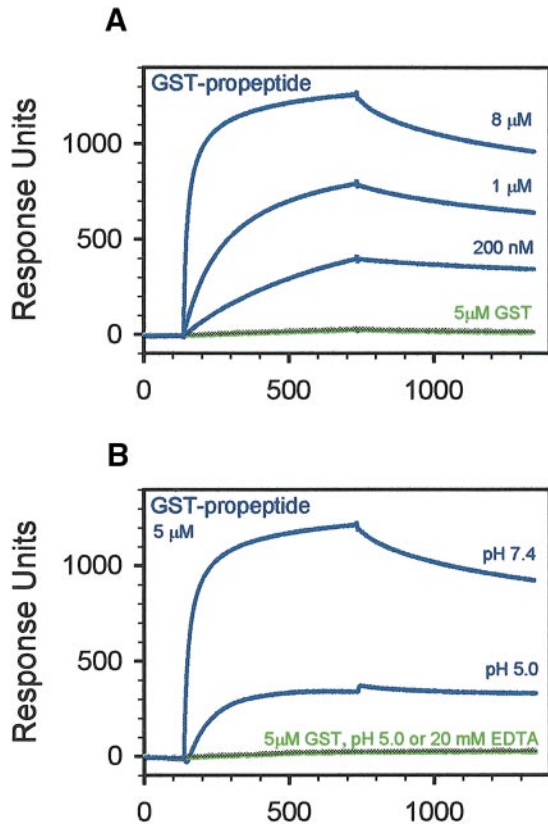 A
GST-propeptide
8 µM
1000
1 µM
500
200 nM
5µM GST
0
0 500 1000
Response Units
B
GST-propeptide
5 µM
pH 7.4
1000
500
pH 5.0
5µM GST, pH 5.0 or 20 mM EDTA
0
0 500 1000
Response Units